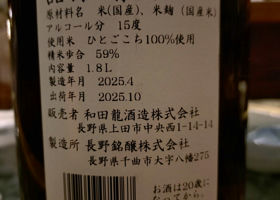 原材料名 米(国産)、米麹(国産米)
アルコール分 15度
使用米 ひとごこち100%使用
精米歩合 59%
内容量 1.8L
製造年月 2025.4
出荷年月 2025.10
販売者 和田龍酒造株式会社
長野県上田市中央西1-14-14
製造所 長野銘醸株式会社
長野県千曲市大字八幡275
お酒は20歳に
なってから。